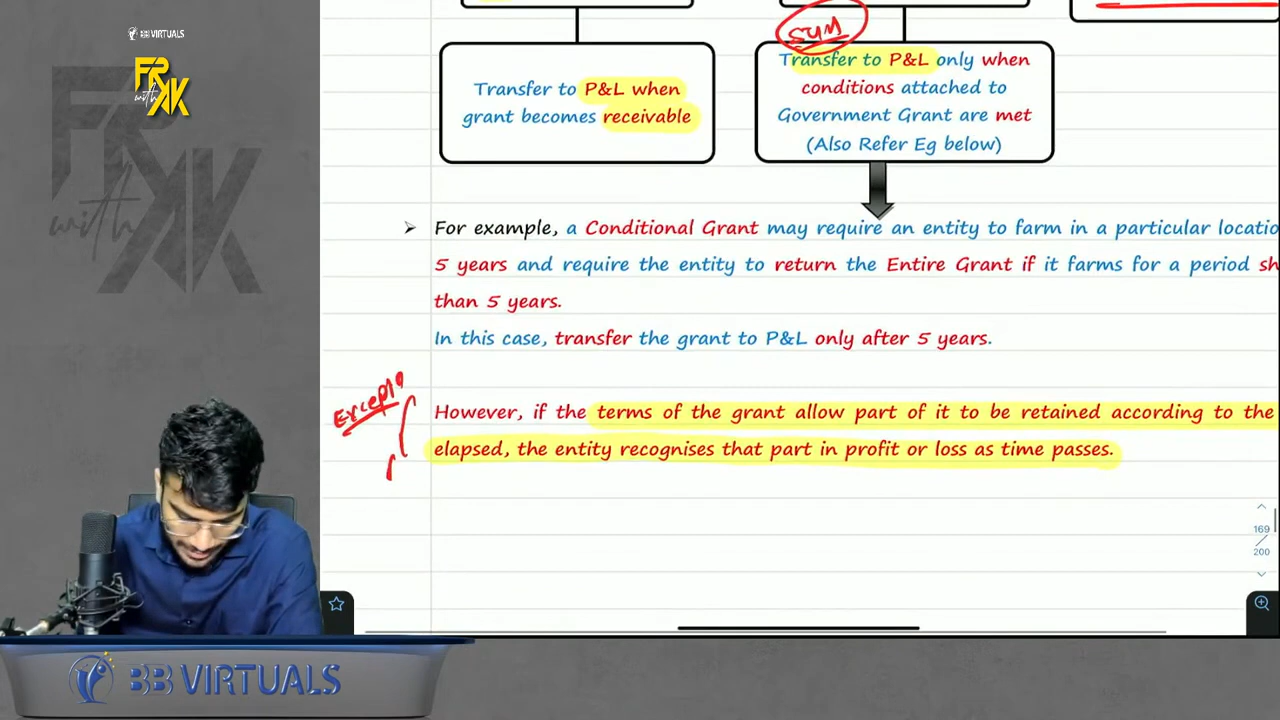 BB VIRTUALS
FR
with
AK
FR
with
AK
SUM
Transfer to P&L when
grant becomes receivable
Transfer to P&L only when
conditions attached to
Government Grant are met
(Also Refer Eg below)
➤ For example, a Conditional Grant may require an entity to farm in a particular locatio
5 years and require the entity to return the Entire Grant if it farms for a period sh
than 5 years.
In this case, transfer the grant to P&L only after 5 years.
However, if the terms of the grant allow part of it to be retained according to the
elapsed, the entity recognises that part in profit or loss as time passes.
169
200
BB VIRTUALS